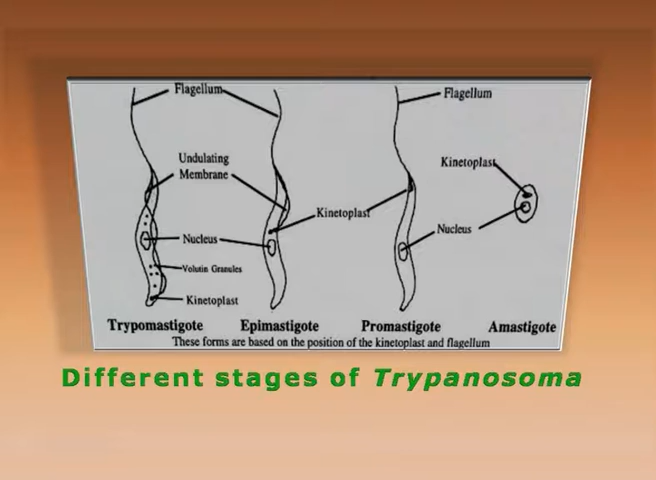 Flagellum
Flagellum
Undulating
Membrane
Kinetoplast
Kinetoplast
Nucleus
Nucleus
Volutin Granules
Kinetoplast
Trypomastigote Epimastigote Promastigote Amastigote
These forms are based on the position of the kinetoplast and flagellum
Different stages of Trypanosoma